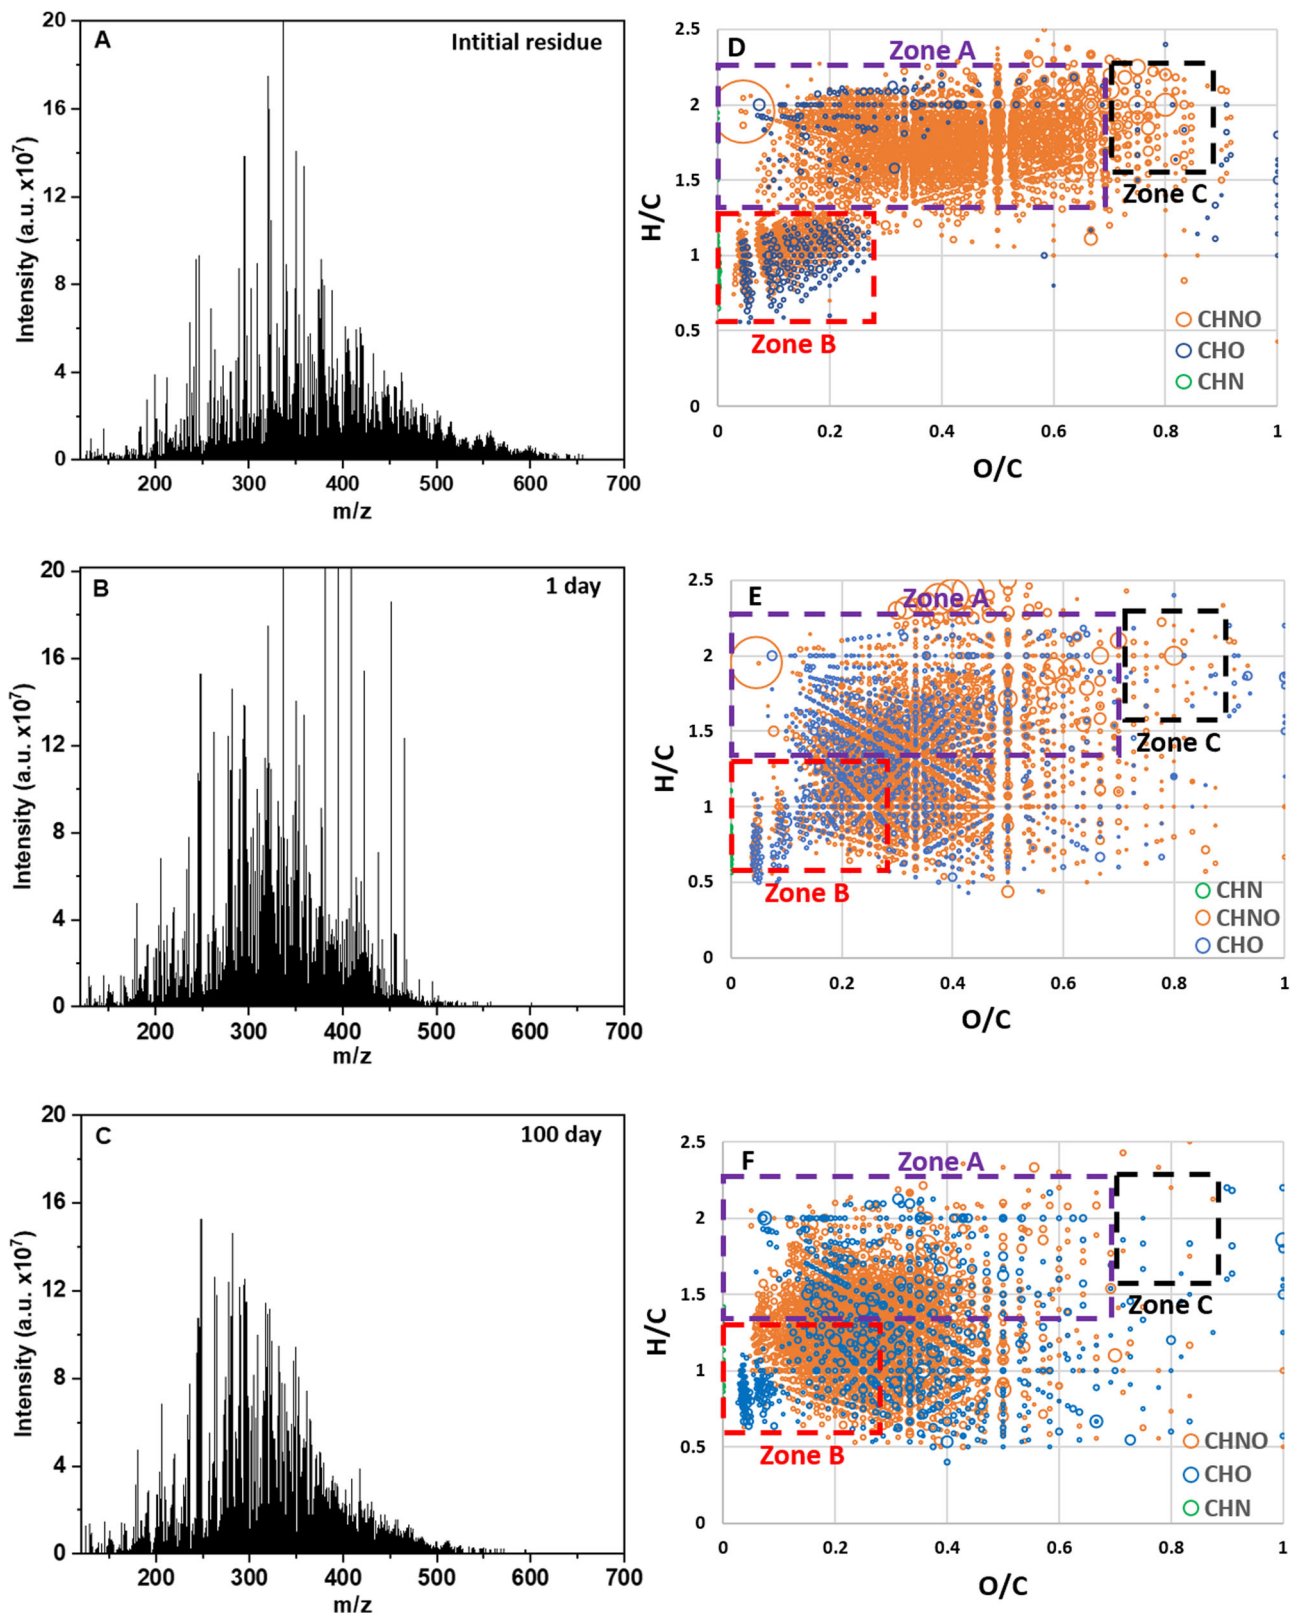 A
Intitial residue
20
16
12
8
4
0
200 300 400 500 600 700
Intensity (a.u. x10⁷)
m/z
D
Zone A
Zone B
Zone C
2.5
2
1.5
1
0.5
0
0 0.2 0.4 0.6 0.8 1
H/C
O/C
CHNO
CHO
CHN
B
1 day
20
16
12
8
4
0
200 300 400 500 600 700
Intensity (a.u. x10⁷)
m/z
E
Zone A
Zone B
Zone C
2.5
2
1.5
1
0.5
0
0 0.2 0.4 0.6 0.8 1
H/C
O/C
CHN
CHNO
CHO
C
100 day
20
16
12
8
4
0
200 300 400 500 600 700
Intensity (a.u. x10⁷)
m/z
F
Zone A
Zone B
Zone C
2.5
2
1.5
1
0.5
0
0 0.2 0.4 0.6 0.8 1
H/C
O/C
CHNO
CHO
CHN